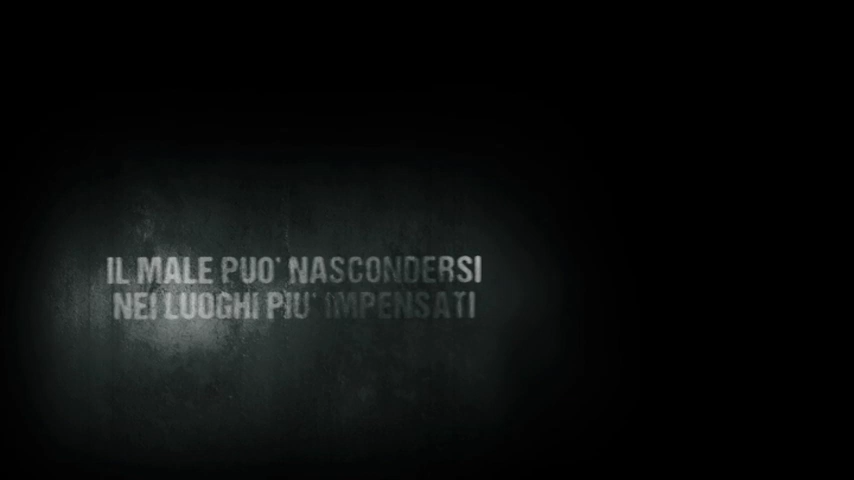 IL MALE PUO' NASCONDERSI
NEI LUOGHI PIU' IMPENSATI